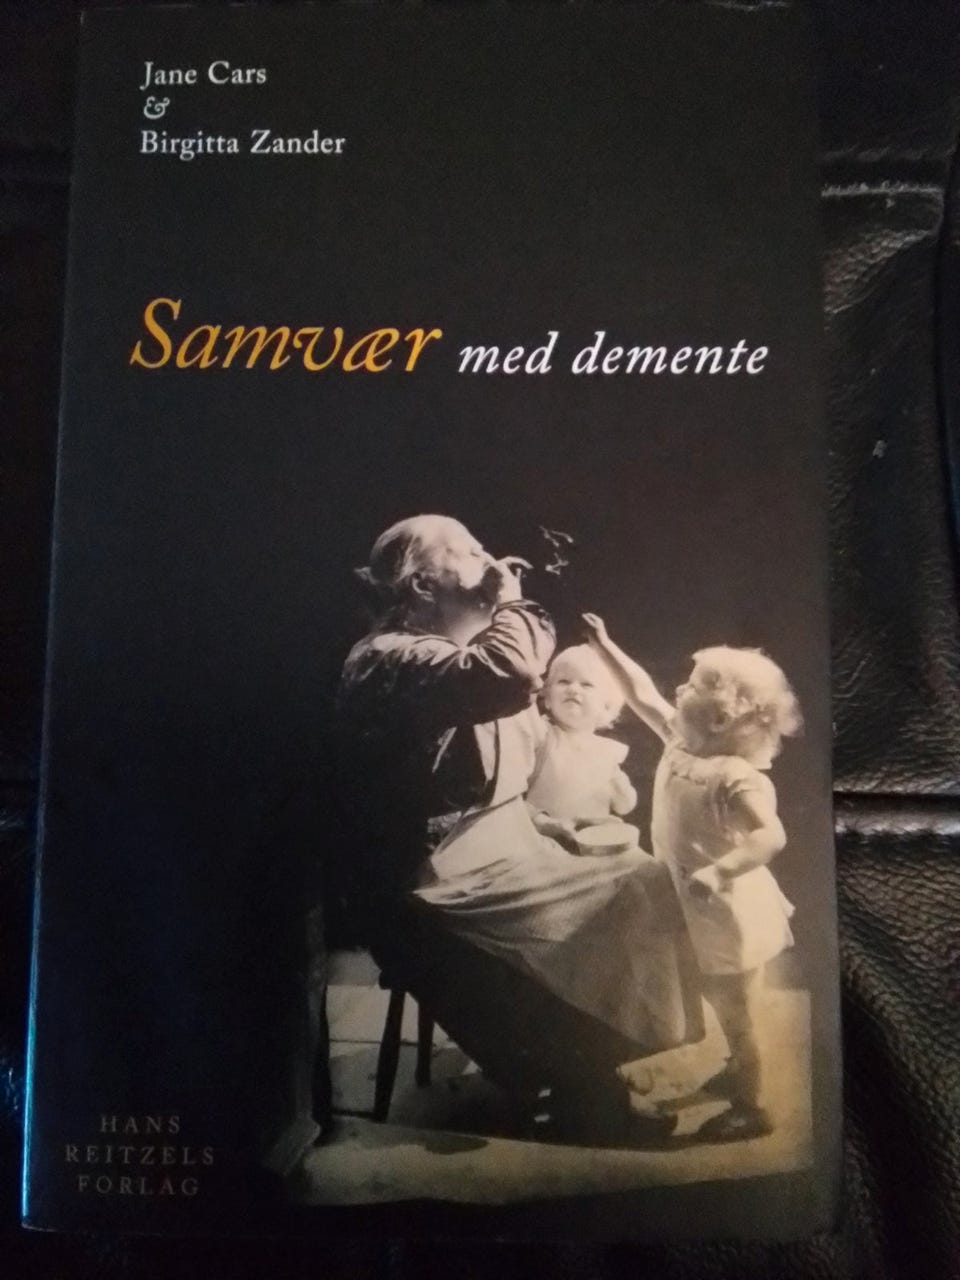 Jane Cars
&
Birgitta Zander
Samvær med demente
HANS
REITZELS
FORLAG